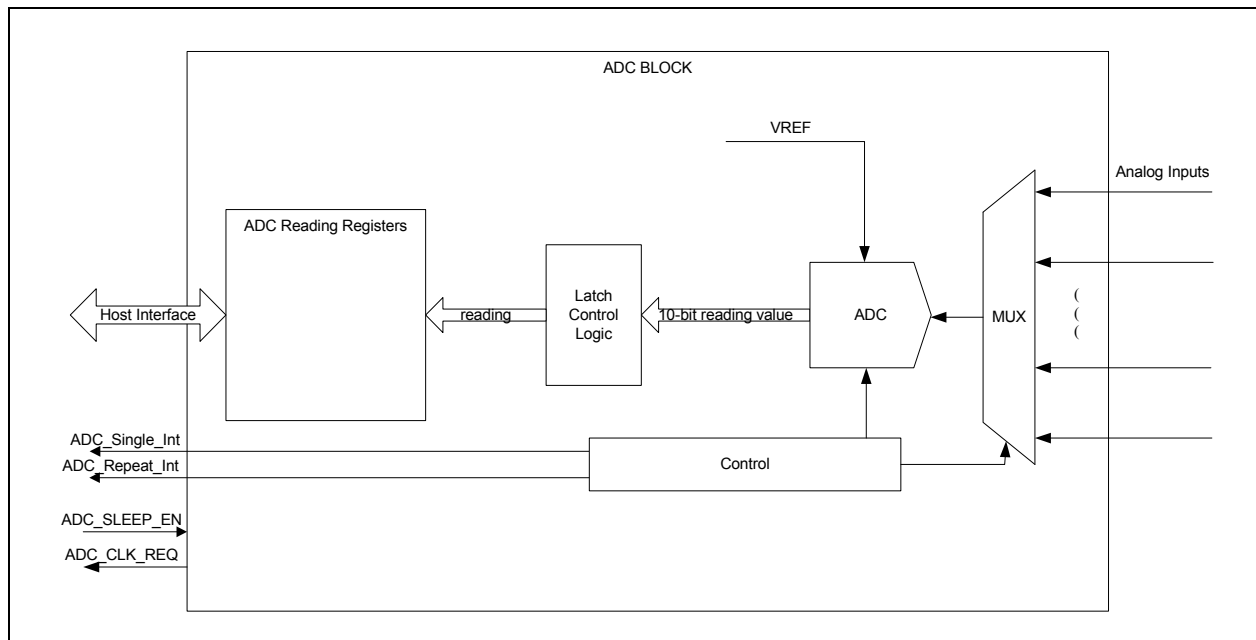 ADC BLOCK
VREF
Analog Inputs
ADC Reading Registers
Host Interface
reading
Latch
Control
Logic
10-bit reading value
ADC
MUX
(
(
(
ADC_Single_Int
ADC_Repeat_Int
Control
ADC_SLEEP_EN
ADC_CLK_REQ